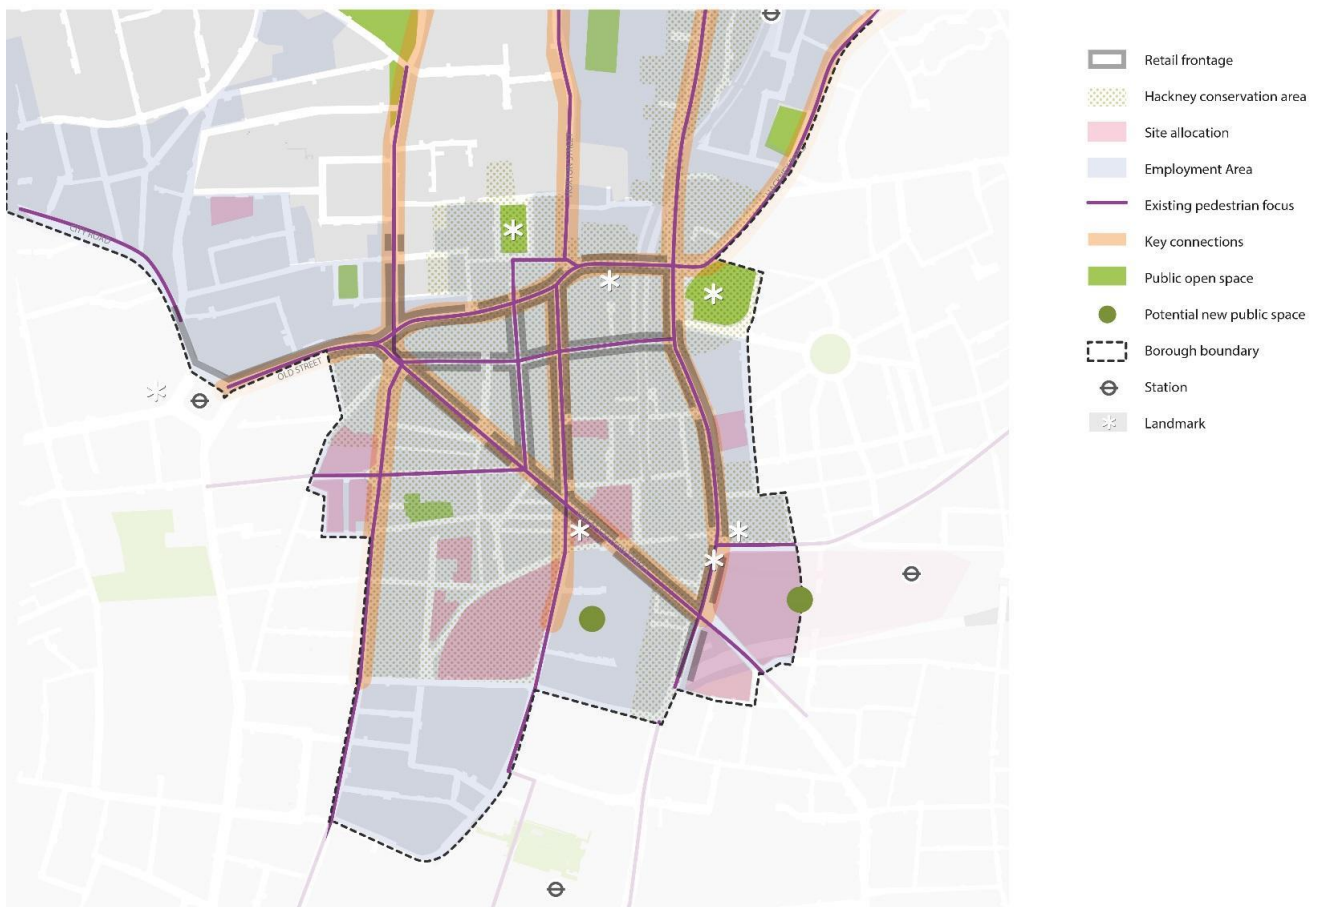 Retail frontage
Hackney conservation area
Site allocation
Employment Area
Existing pedestrian focus
Key connections
Public open space
Potential new public space
Borough boundary
Station
Landmark
CITY ROAD
OLD STREET